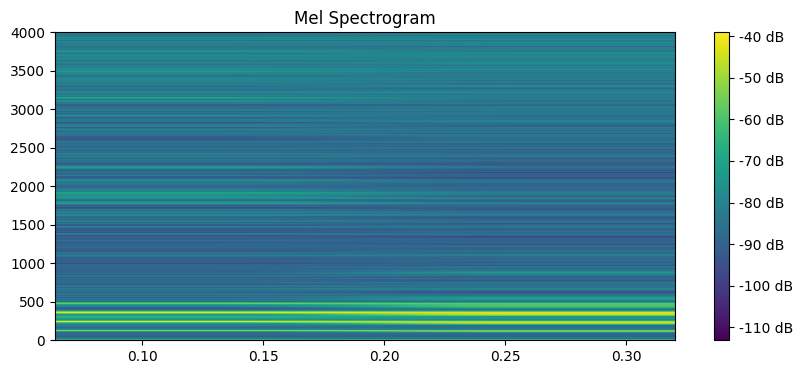 Mel Spectrogram
4000
3500
3000
2500
2000
1500
1000
500
0
0.10 0.15 0.20 0.25 0.30
-40 dB
-50 dB
-60 dB
-70 dB
-80 dB
-90 dB
-100 dB
-110 dB